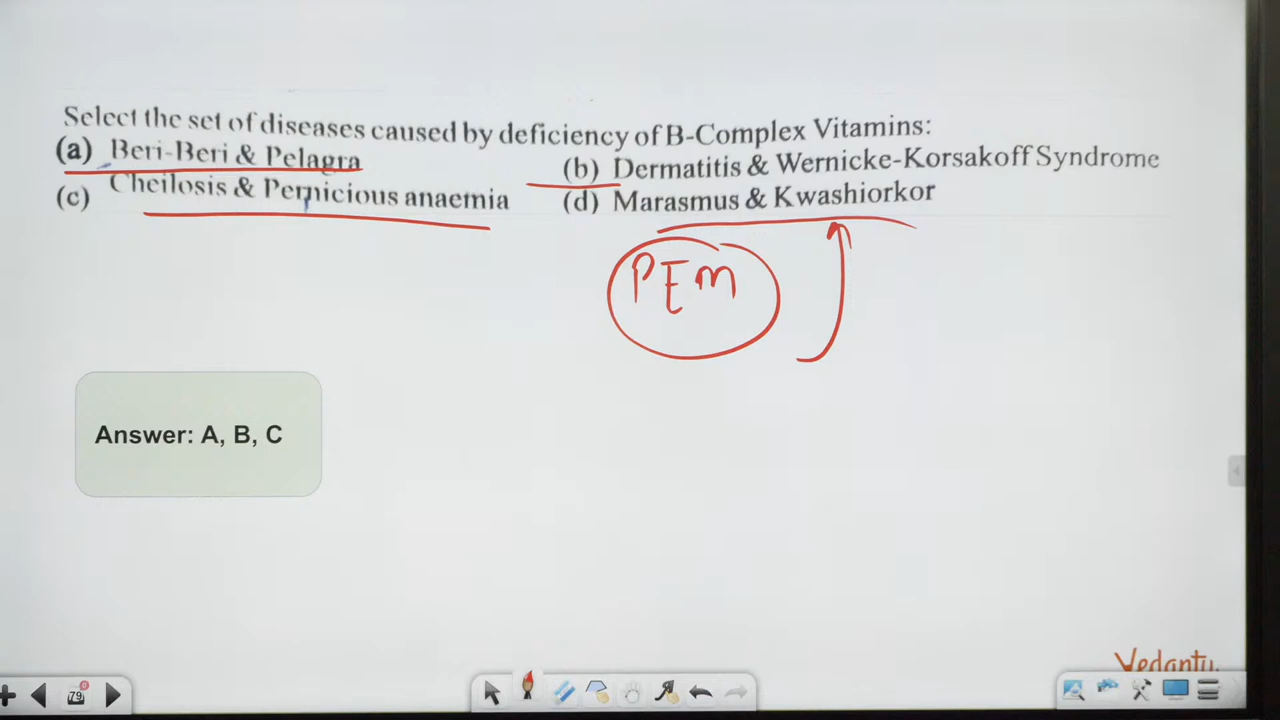 Select the set of diseases caused by deficiency of B-Complex Vitamins:
(a) Beri-Beri & Pelagra (b) Dermatitis & Wernicke-Korsakoff Syndrome
(c) Cheilosis & Pernicious anaemia (d) Marasmus & Kwashiorkor
PEM
Answer: A, B, C
Vedantu
79